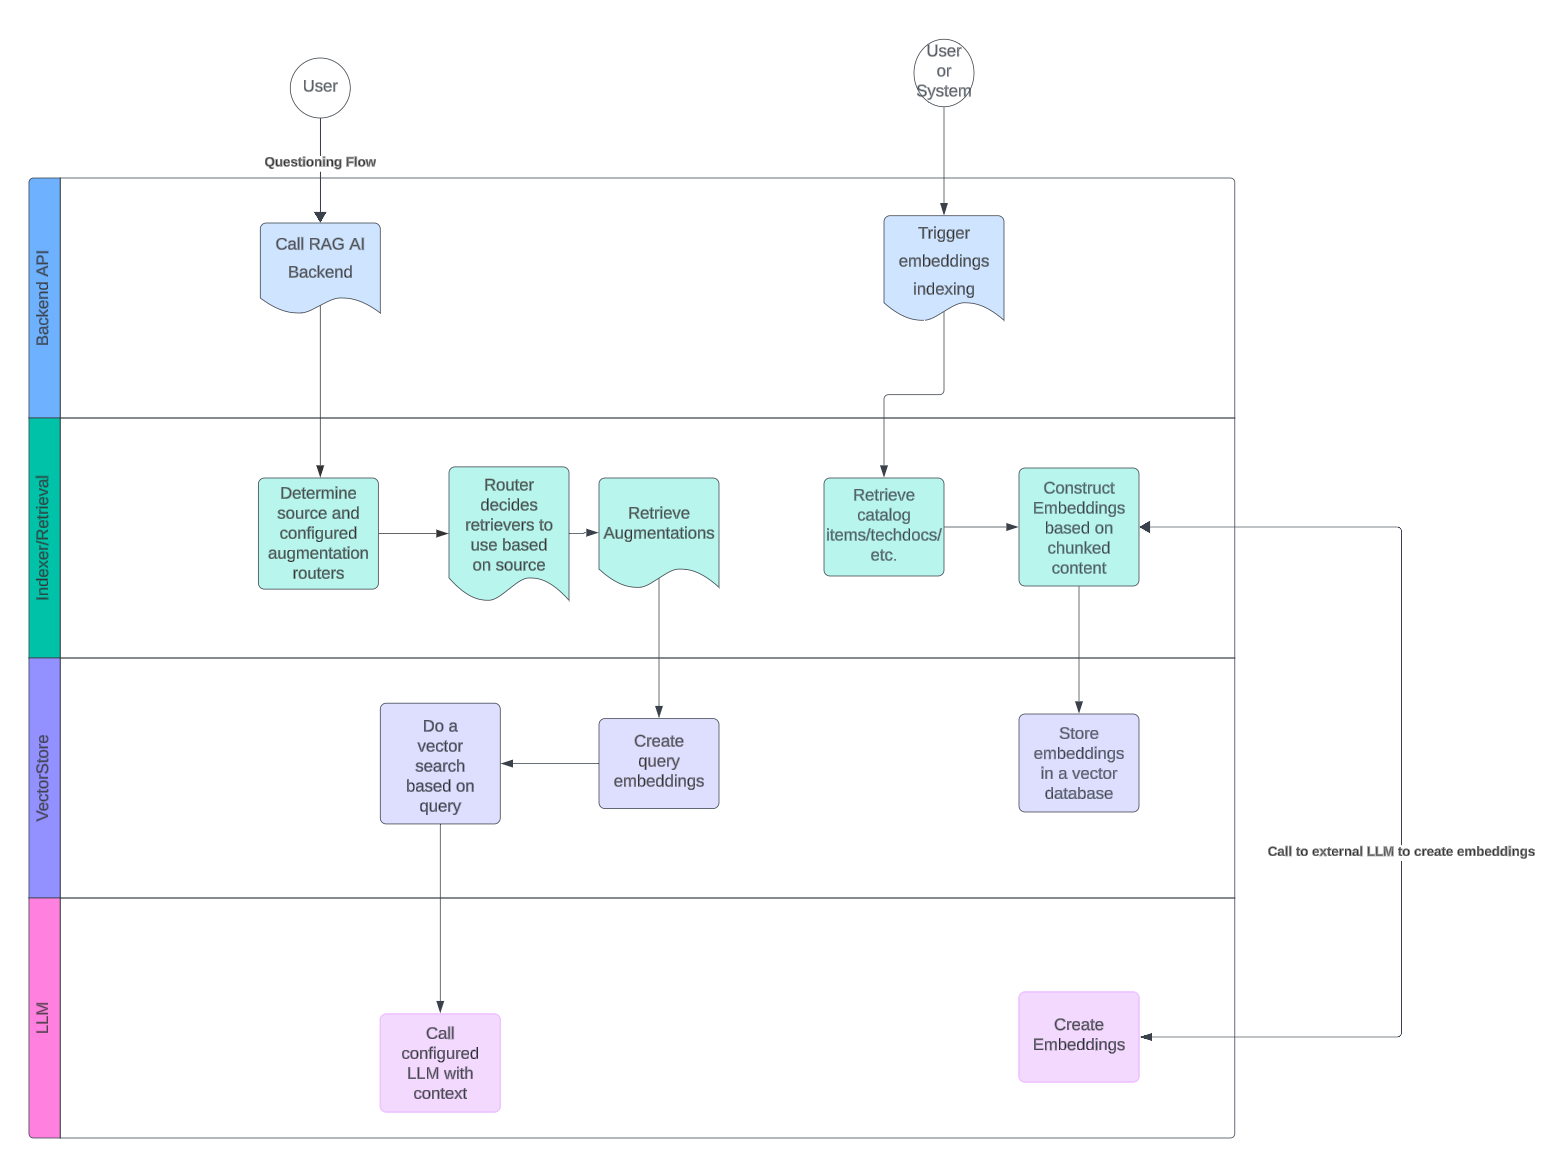 User
User
or
System
Questioning Flow
Backend API
Call RAG AI
Backend
Trigger
embeddings
indexing
Indexer/Retrieval
Determine
source and
configured
augmentation
routers
Router
decides
retrievers to
use based
on source
Retrieve
Augmentations
Retrieve
catalog
items/techdocs/
etc.
Construct
Embeddings
based on
chunked
content
VectorStore
Do a
vector
search
based on
query
Create
query
embeddings
Store
embeddings
in a vector
database
Call to external LLM to create embeddings
LLM
Call
configured
LLM with
context
Create
Embeddings